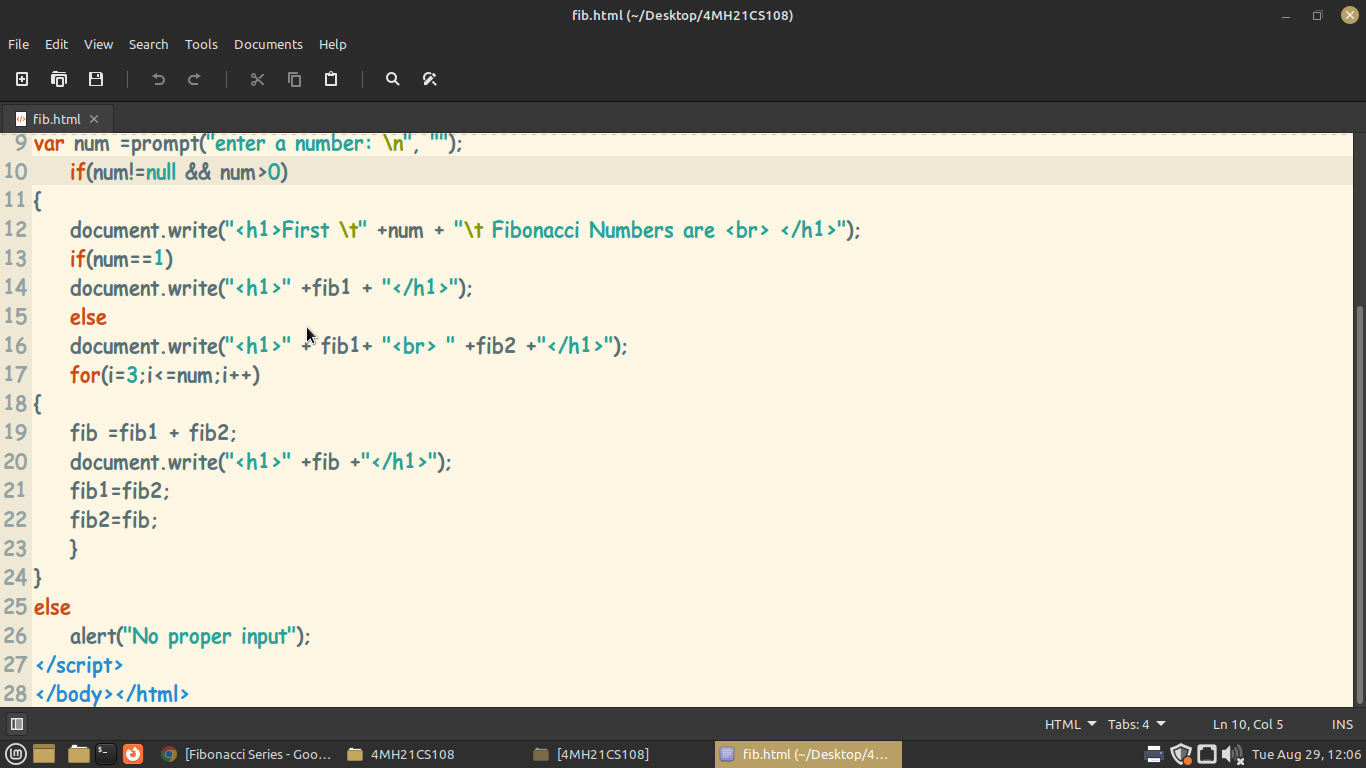 fib.html (~/Desktop/4MH21CS108)
File Edit View Search Tools Documents Help
fib.html
9 var num =prompt("enter a number: \n", "");
10 if(num!=null && num>0)
11 {
12 document.write("<h1>First \t" +num + "\t Fibonacci Numbers are <br> </h1>");
13 if(num==1)
14 document.write("<h1>" +fib1 + "</h1>");
15 else
16 document.write("<h1>" + fib1+ "<br> " +fib2 +"</h1>");
17 for(i=3;i<=num;i++)
18 {
19 fib =fib1 + fib2;
20 document.write("<h1>" +fib +"</h1>");
21 fib1=fib2;
22 fib2=fib;
23 }
24 }
25 else
26 alert("No proper input");
27 </script>
28 </body></html>
HTML Tabs: 4 Ln 10, Col 5 INS
[Fibonacci Series - Goo... 4MH21CS108 [4MH21CS108] fib.html (~/Desktop/4... Tue Aug 29, 12:06